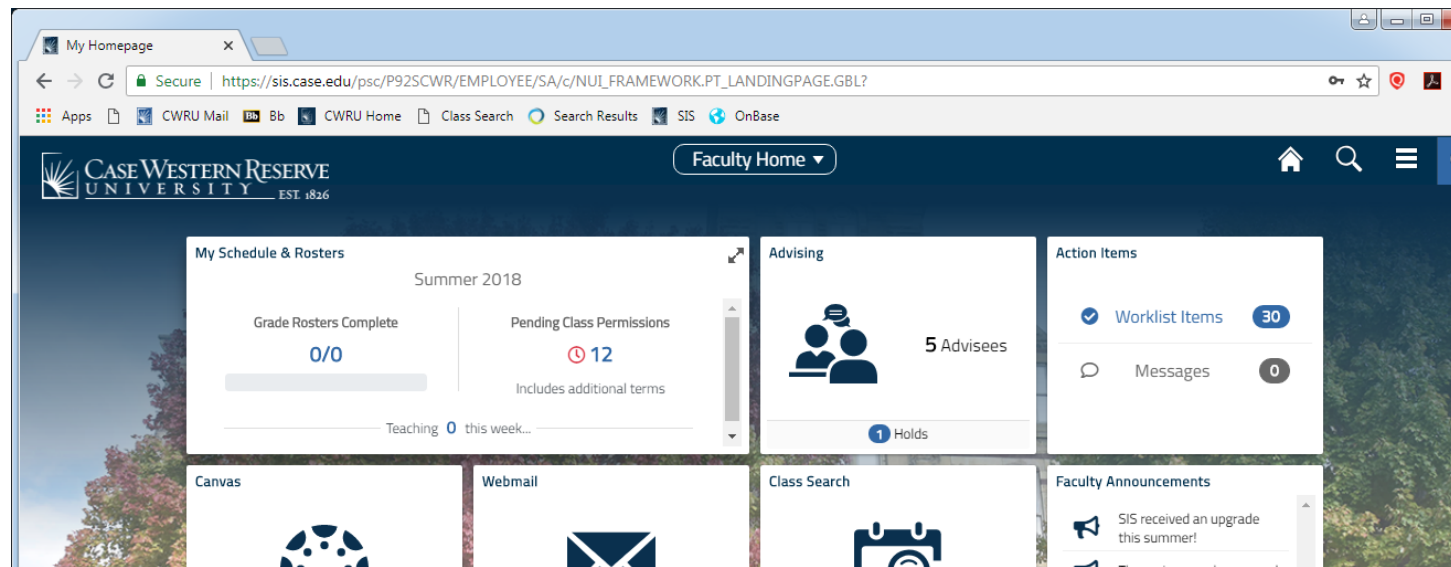 My Homepage
Secure | https://sis.case.edu/psc/P92SCWR/EMPLOYEE/SA/c/NUI_FRAMEWORK.PT_LANDINGPAGE.GBL?
Apps CWRU Mail Bb Bb CWRU Home Class Search Search Results SIS OnBase
CASE WESTERN RESERVE
UNIVERSITY EST. 1826
Faculty Home
My Schedule & Rosters
Summer 2018
Grade Rosters Complete
0/0
Pending Class Permissions
12
Includes additional terms
Teaching 0 this week...
Advising
5 Advisees
1 Holds
Action Items
Worklist Items 30
Messages 0
Canvas
Webmail
Class Search
Faculty Announcements
SIS received an upgrade
this summer!